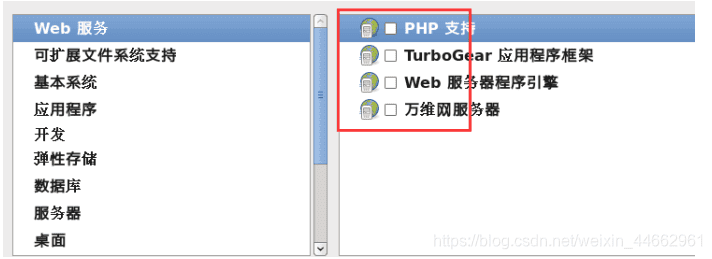 Web 服务
可扩展文件系统支持
基本系统
应用程序
开发
弹性存储
数据库
服务器
桌面
PHP 支持
TurboGear 应用程序框架
Web 服务器程序引擎
万维网服务器
https://blog.csdn.net/weixin_44662961